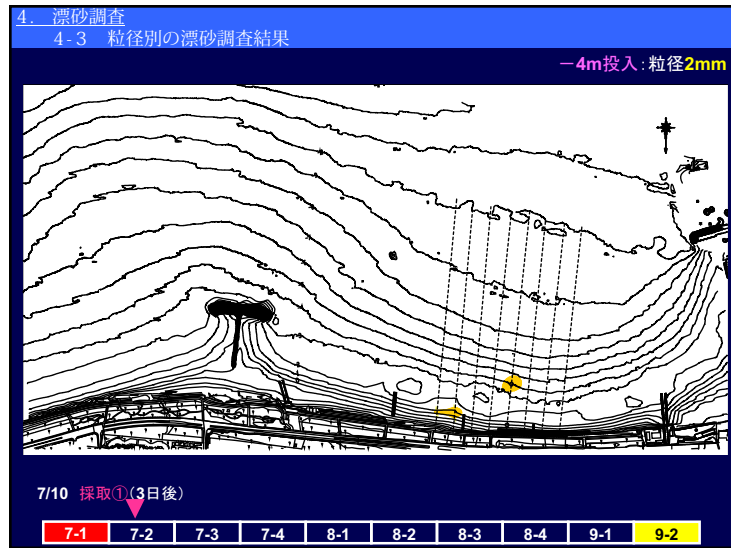 4. 漂砂調査
4-3 粒径別の漂砂調査結果
－4m投入：粒径2mm
7/10 採取①(3日後)
7-1 7-2 7-3 7-4 8-1 8-2 8-3 8-4 9-1 9-2